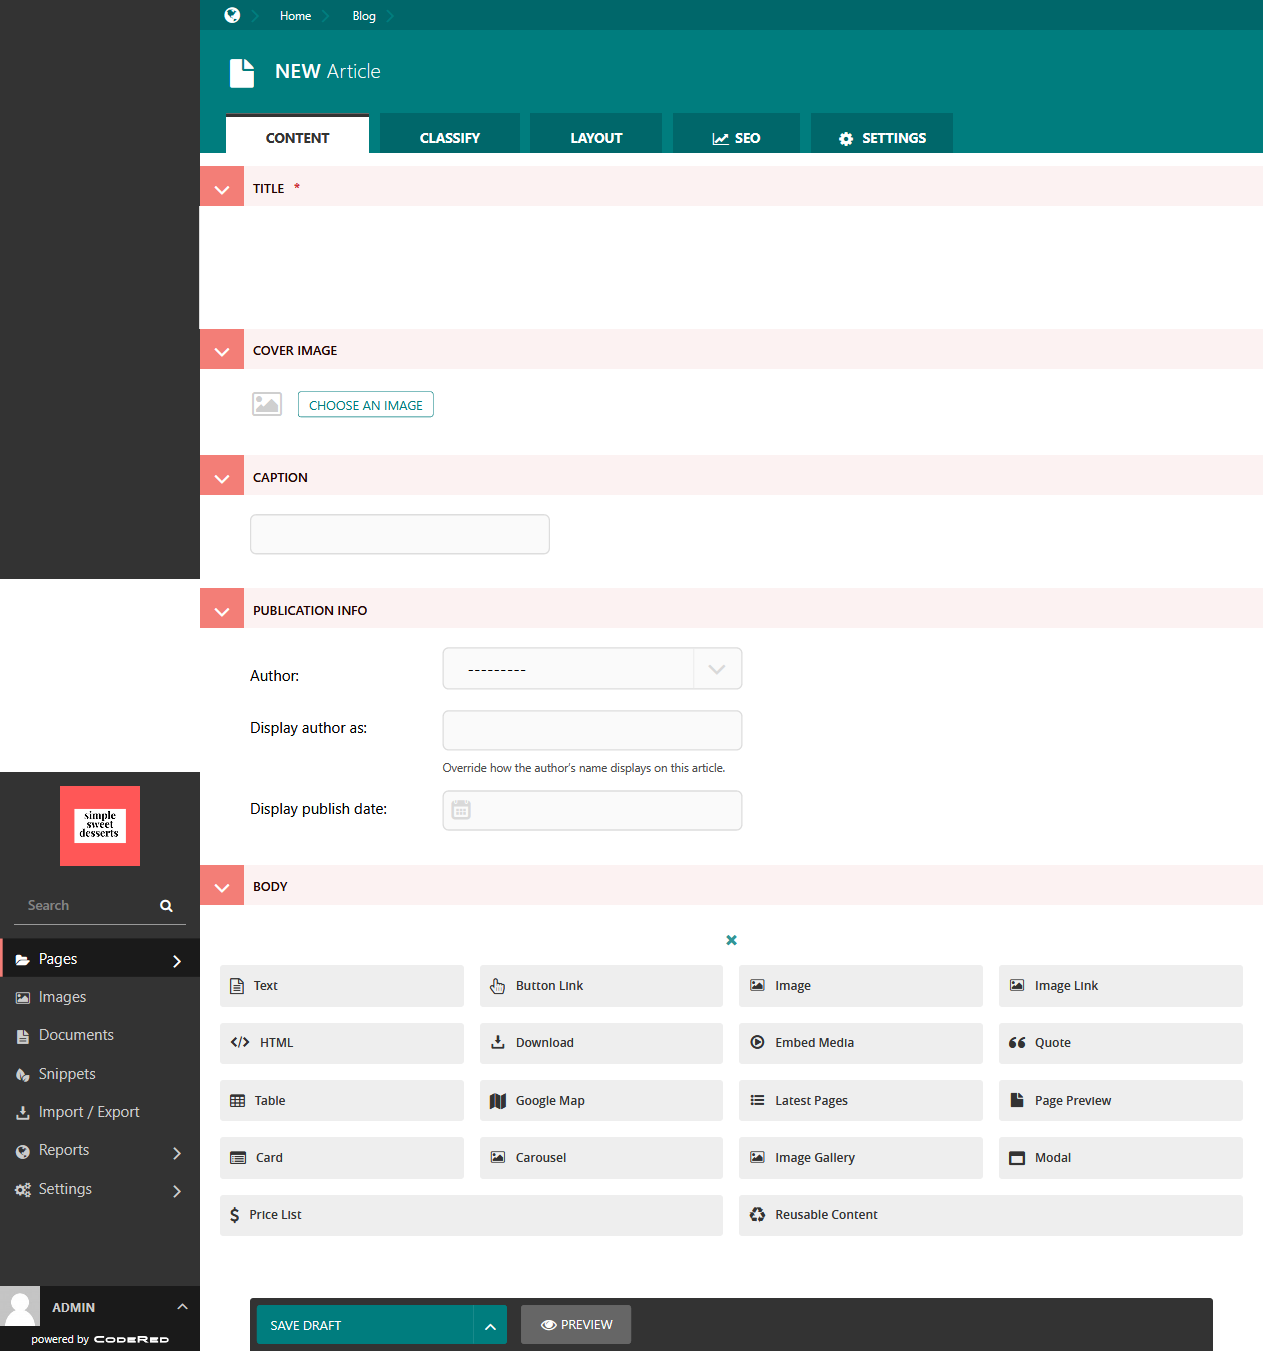 Home
Blog
NEW Article
CONTENT
CLASSIFY
LAYOUT
SEO
SETTINGS
TITLE *
COVER IMAGE
CHOOSE AN IMAGE
CAPTION
PUBLICATION INFO
Author:
---------
Display author as:
Override how the author's name displays on this article.
Display publish date:
simple
sweet
desserts
Search
Pages
Images
Documents
Snippets
Import / Export
Reports
Settings
ADMIN
powered by CODERED
BODY
Text
Button Link
Image
Image Link
HTML
Download
Embed Media
Quote
Table
Google Map
Latest Pages
Page Preview
Card
Carousel
Image Gallery
Modal
Price List
Reusable Content
SAVE DRAFT
PREVIEW